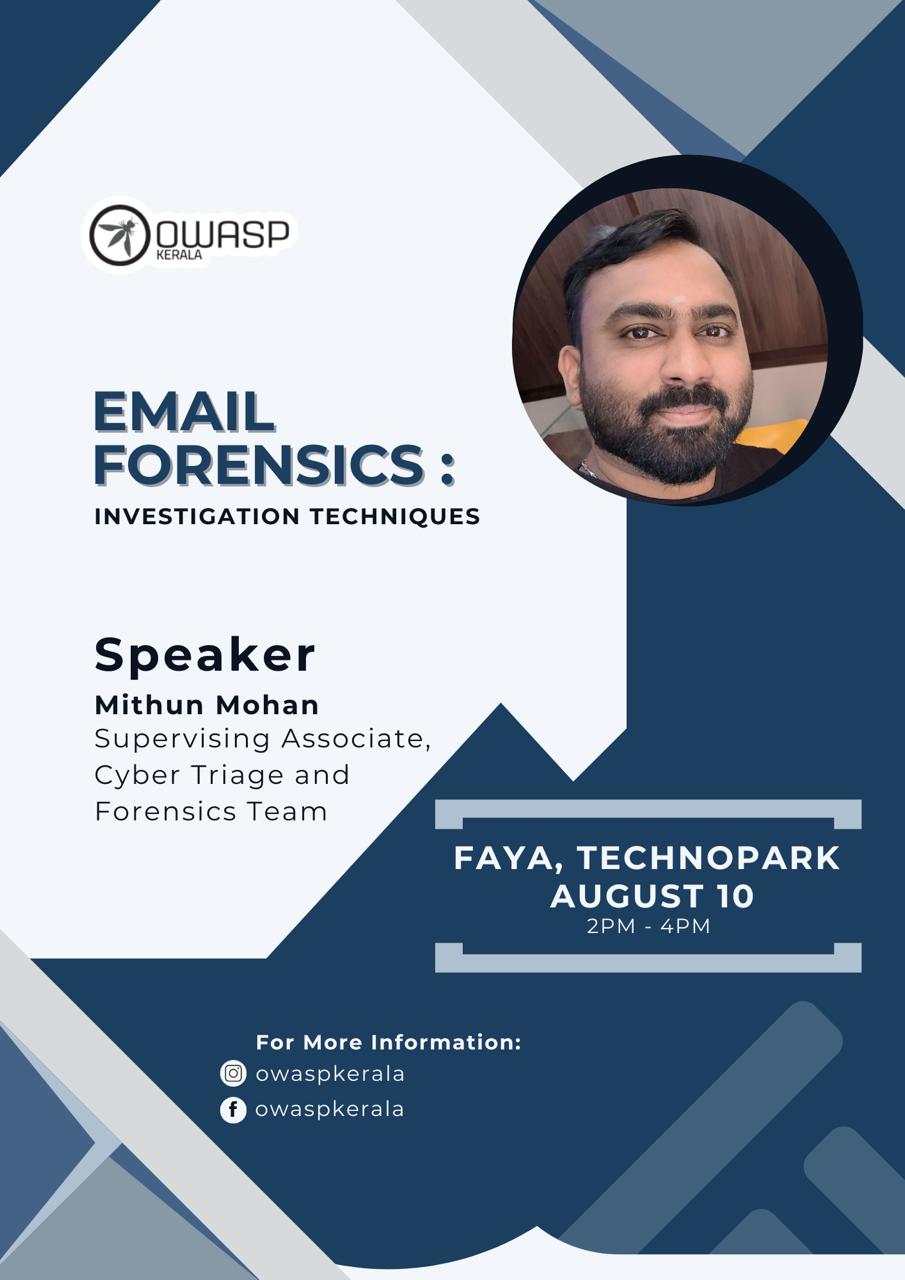 OWASP
KERALA
EMAIL
FORENSICS :
INVESTIGATION TECHNIQUES
Speaker
Mithun Mohan
Supervising Associate,
Cyber Triage and
Forensics Team
FAYA, TECHNOPARK
AUGUST 10
2PM - 4PM
For More Information:
owaspkerala
owaspkerala